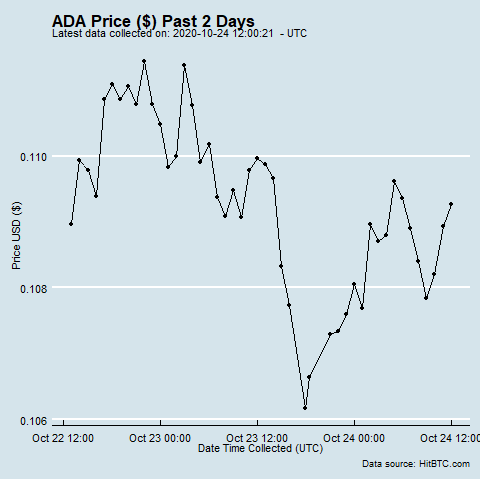 ADA Price ($) Past 2 Days
Latest data collected on: 2020-10-24 12:00:21  - UTC
Price USD ($)
0.110
0.108
0.106
Oct 22 12:00 Oct 23 00:00 Oct 23 12:00 Oct 24 00:00 Oct 24 12:00
Date Time Collected (UTC)
Data source: HitBTC.com